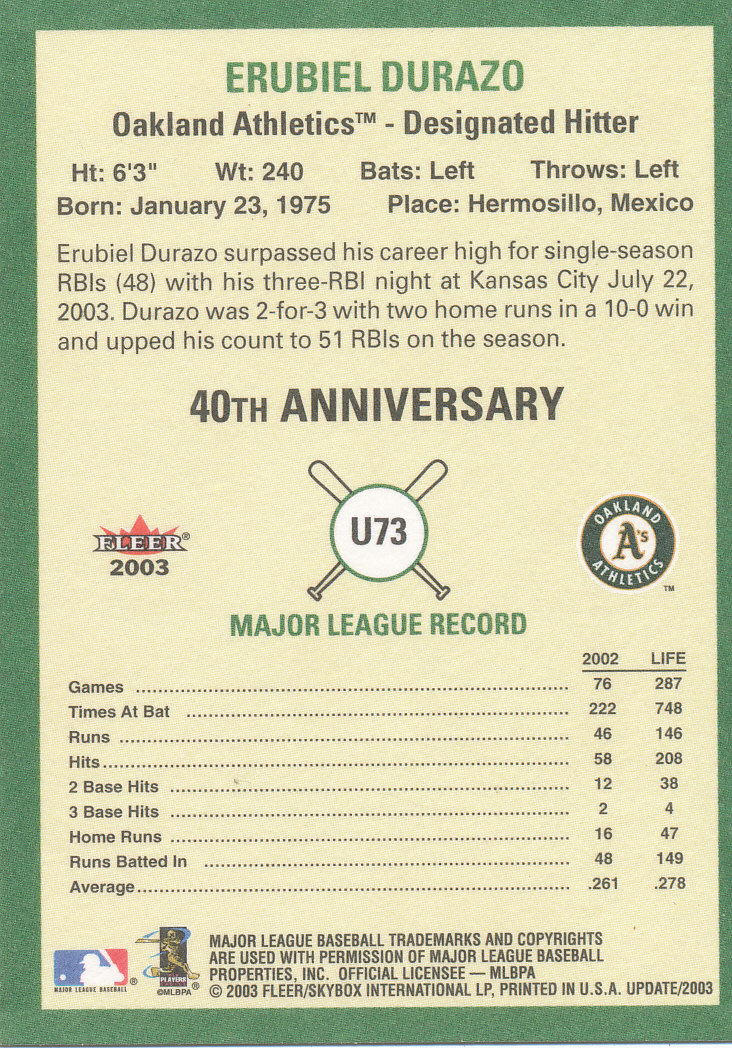 ERUBIEL DURAZO
Oakland Athletics™ - Designated Hitter
Ht: 6'3" Wt: 240 Bats: Left Throws: Left
Born: January 23, 1975 Place: Hermosillo, Mexico
Erubiel Durazo surpassed his career high for single-season
RBIs (48) with his three-RBI night at Kansas City July 22,
2003. Durazo was 2-for-3 with two home runs in a 10-0 win
and upped his count to 51 RBIs on the season.
40TH ANNIVERSARY
FLEER®
2003
U73
OAKLAND
A's
ATHLETICS
™
MAJOR LEAGUE RECORD
2002 LIFE
Games 76 287
Times At Bat 222 748
Runs 46 146
Hits 58 208
2 Base Hits 12 38
3 Base Hits 2 4
Home Runs 16 47
Runs Batted In 48 149
Average .261 .278
MAJOR LEAGUE BASEBALL ®
PLAYERS
©MLBPA ®
MAJOR LEAGUE BASEBALL TRADEMARKS AND COPYRIGHTS
ARE USED WITH PERMISSION OF MAJOR LEAGUE BASEBALL
PROPERTIES, INC. OFFICIAL LICENSEE — MLBPA
© 2003 FLEER/SKYBOX INTERNATIONAL LP, PRINTED IN U.S.A. UPDATE/2003